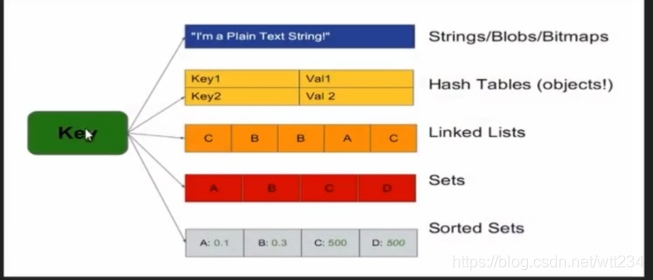 "I'm a Plain Text String!" Strings/Blobs/Bitmaps
Key1 Val1
Key2 Val 2
Hash Tables (objects!)
Key
C B B A C Linked Lists
A B C D Sets
Sorted Sets
A: 0.1 B: 0.3 C: 500 D: 500
https://blog.csdn.net/wtt234